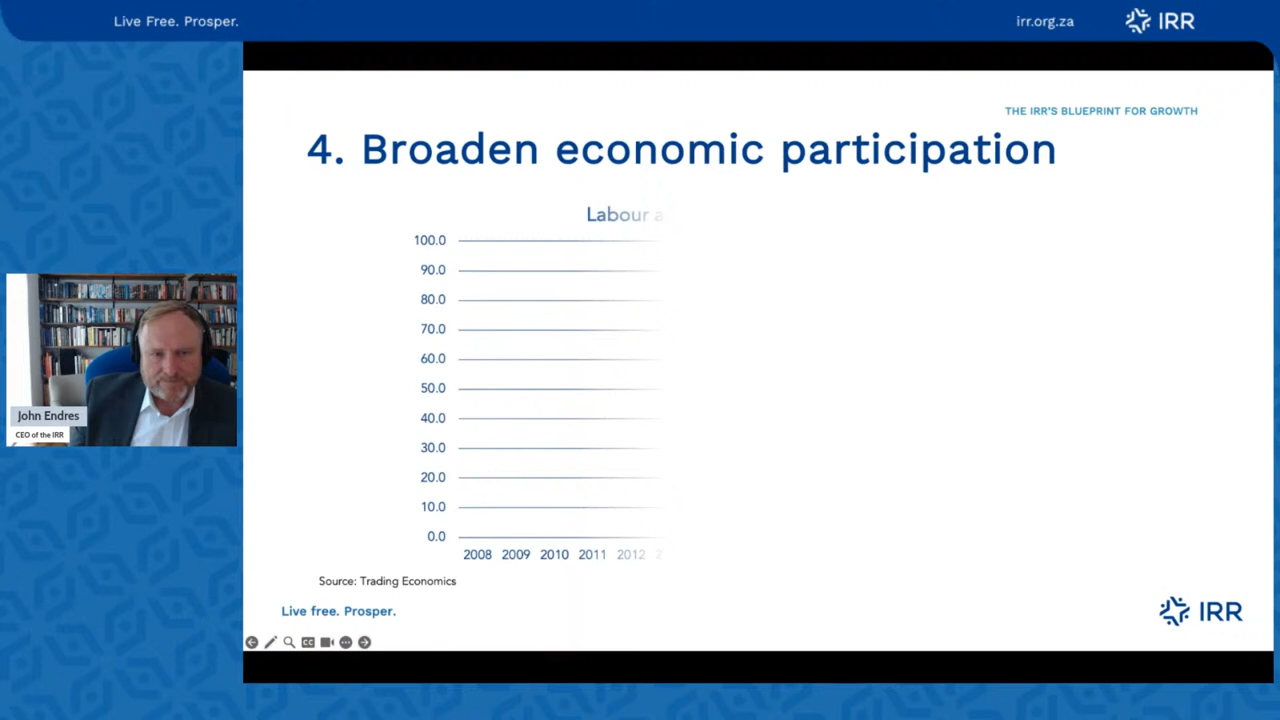 Live Free. Prosper.
irr.org.za
IRR
THE IRR'S BLUEPRINT FOR GROWTH
4. Broaden economic participation
Labour a
100.0
90.0
80.0
70.0
60.0
50.0
40.0
30.0
20.0
10.0
0.0
2008 2009 2010 2011 2012 2
Source: Trading Economics
Live free. Prosper.
IRR
CC
John Endres
CEO of the IRR